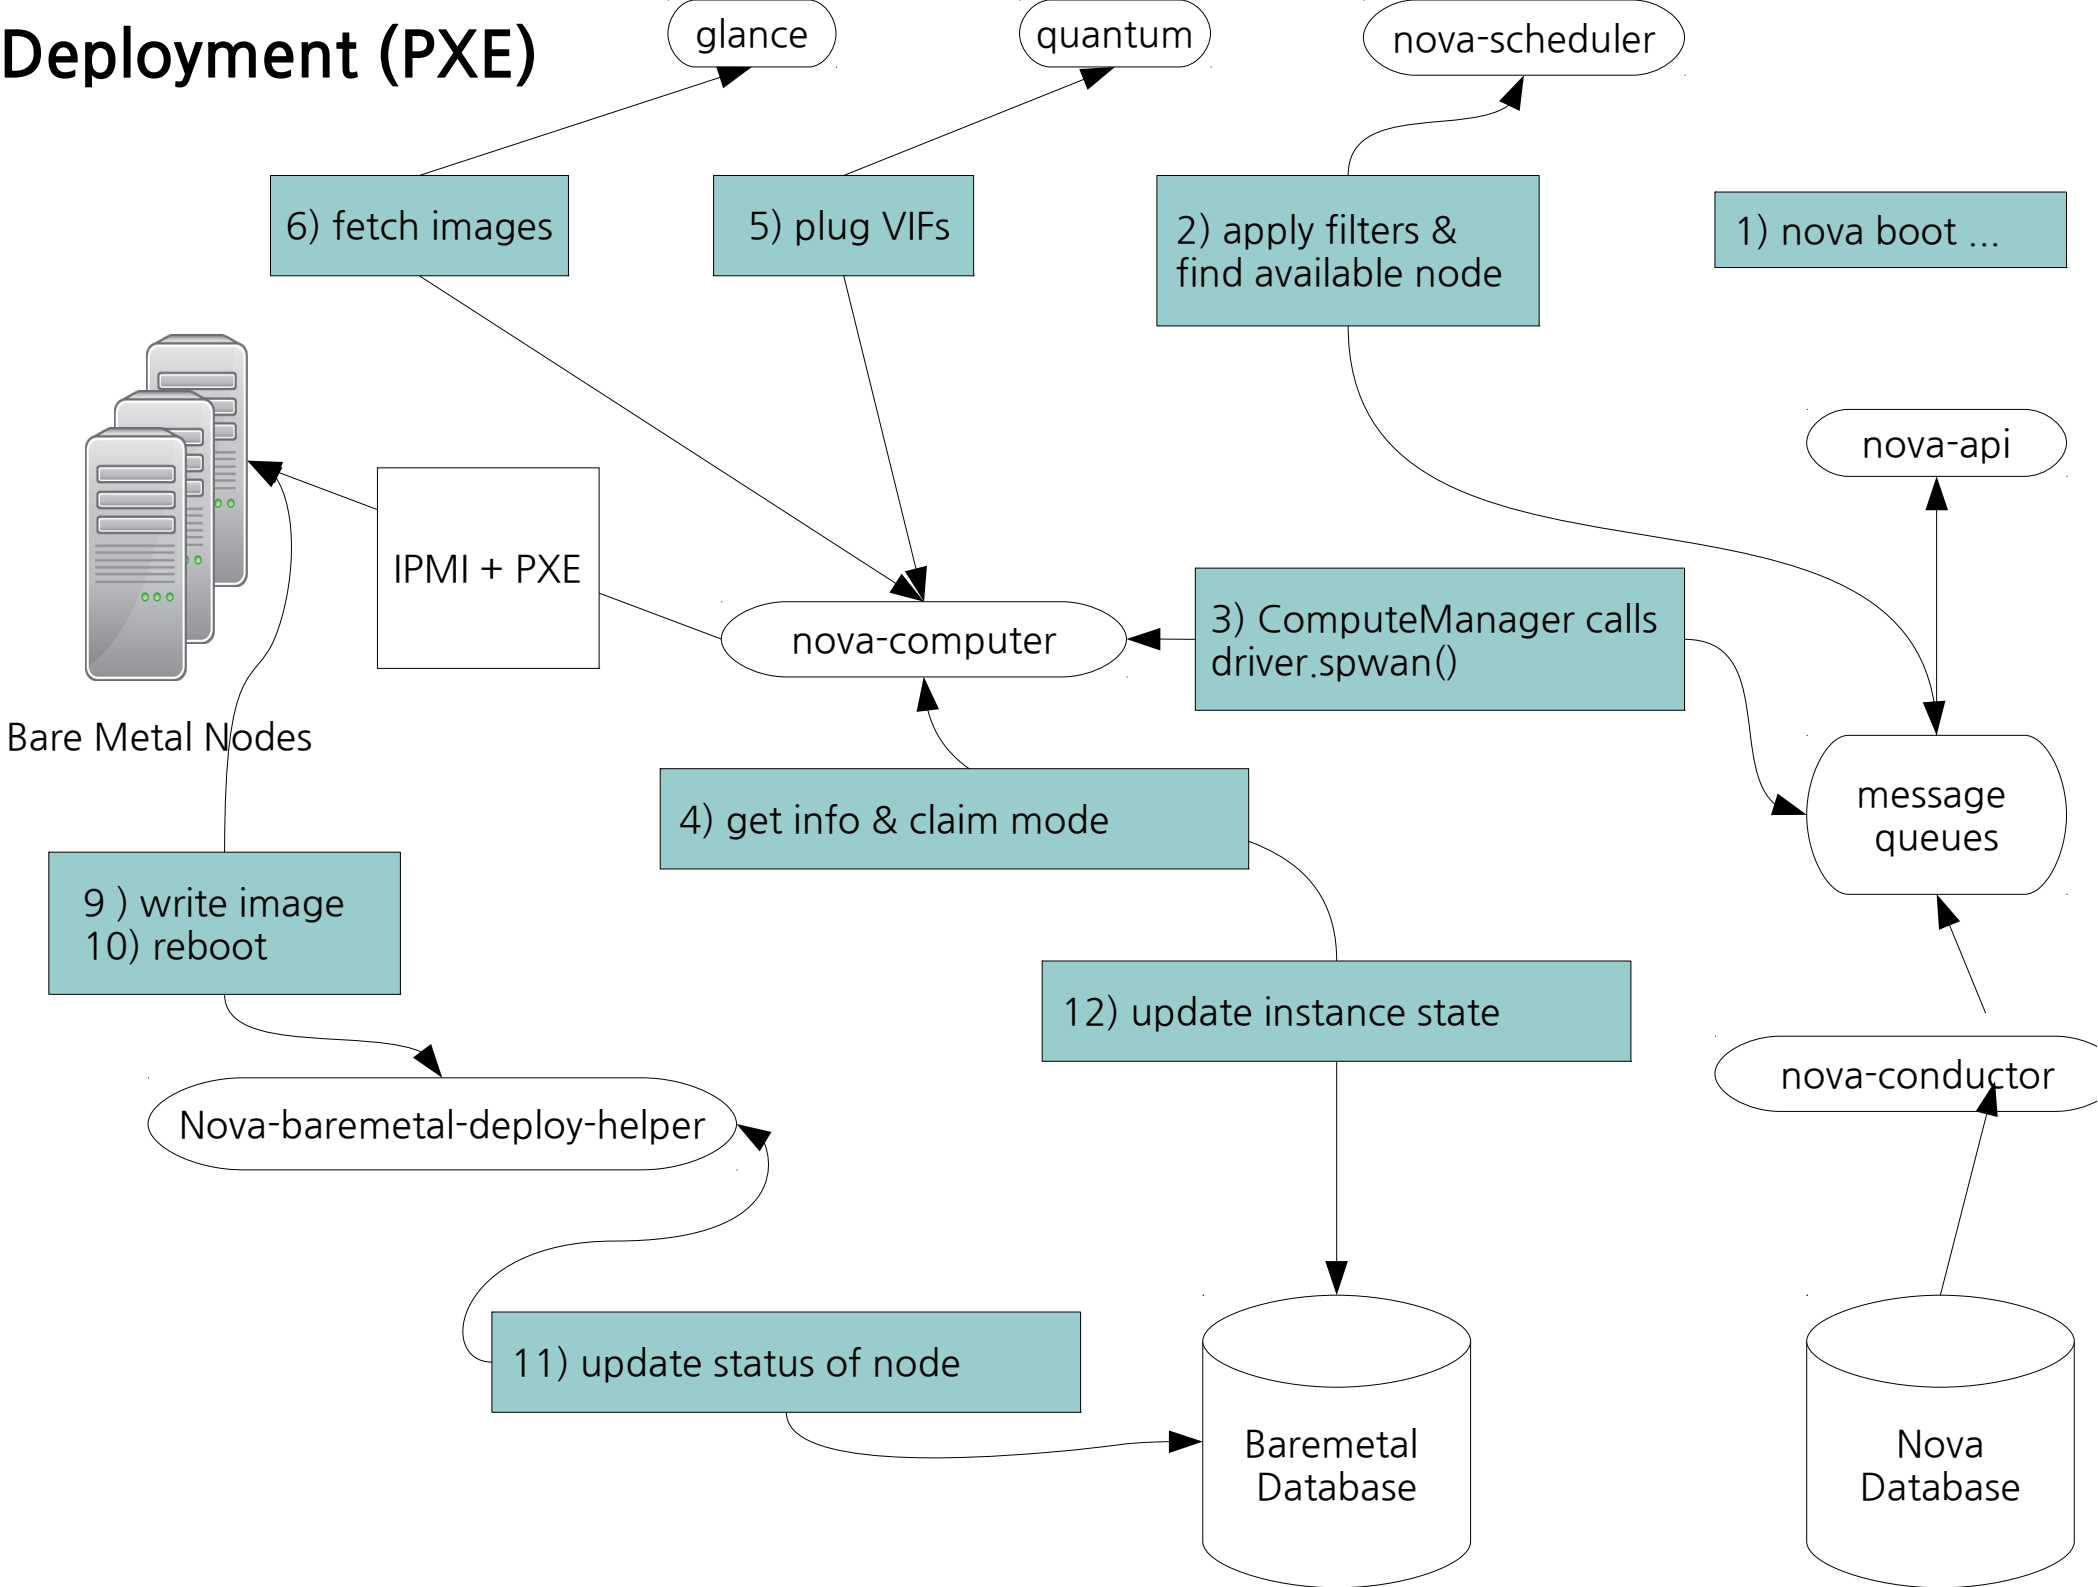 Deployment (PXE)
glance
quantum
nova-scheduler
6) fetch images
5) plug VIFs
2) apply filters &
find available node
1) nova boot ...
nova-api
IPMI + PXE
nova-computer
3) ComputeManager calls
driver.spwan()
Bare Metal Nodes
4) get info & claim mode
message
queues
9 ) write image
10) reboot
12) update instance state
nova-conductor
Nova-baremetal-deploy-helper
11) update status of node
Baremetal
Database
Nova
Database